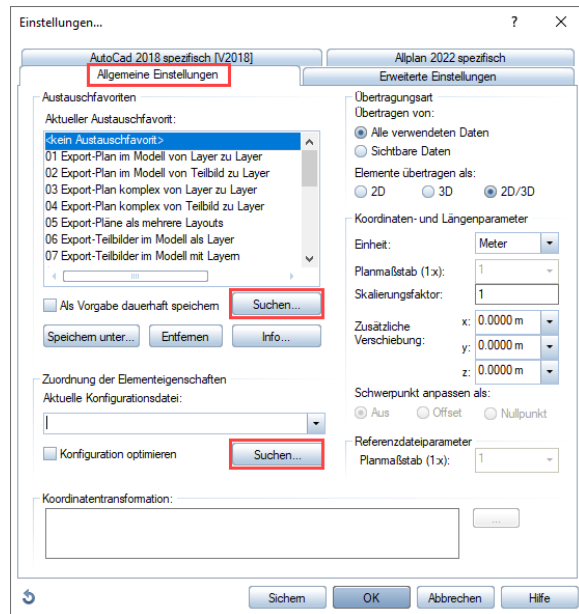 Einstellungen...
AutoCad 2018 spezifisch [V2018]
Allplan 2022 spezifisch
Allgemeine Einstellungen
Erweiterte Einstellungen
Austauschfavoriten
Aktueller Austauschfavorit:
<kein Austauschfavorit>
01 Export-Plan im Modell von Layer zu Layer
02 Export-Plan im Modell von Teilbild zu Layer
03 Export-Plan komplex von Layer zu Layer
04 Export-Plan komplex von Teilbild zu Layer
05 Export-Pläne als mehrere Layouts
06 Export-Teilbilder im Modell als Layer
07 Export-Teilbilder im Modell mit Layern
Als Vorgabe dauerhaft speichern
Suchen...
Speichern unter...
Entfernen
Info...
Zuordnung der Elementeigenschaften
Aktuelle Konfigurationsdatei:
Konfiguration optimieren
Suchen...
Übertragungsart
Übertragen von:
Alle verwendeten Daten
Sichtbare Daten
Elemente übertragen als:
2D
3D
2D/3D
Koordinaten- und Längenparameter
Einheit:
Meter
Planmaßstab (1:x):
1
Skalierungsfaktor:
1
Zusätzliche
Verschiebung:
x: 0.0000 m
y: 0.0000 m
z: 0.0000 m
Schwerpunkt anpassen als:
Aus
Offset
Nullpunkt
Referenzdateiparameter
Planmaßstab (1:x):
1
Koordinatentransformation:
...
Sichern
OK
Abbrechen
Hilfe